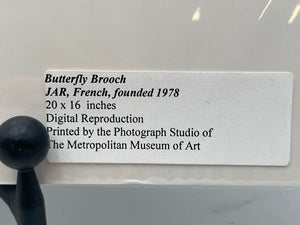 Butterfly Brooch
JAR, French, founded 1978
20 x 16 inches
Digital Reproduction
Printed by the Photograph Studio of
The Metropolitan Museum of Art